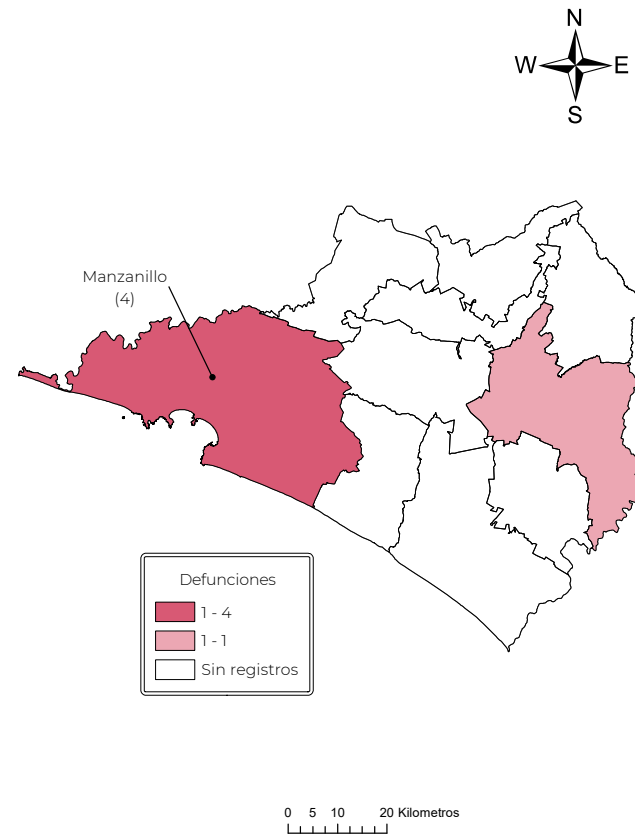 N
W E
S
Manzanillo
(4)
Defunciones
1 - 4
1 - 1
Sin registros
0 5 10 20 Kilometros